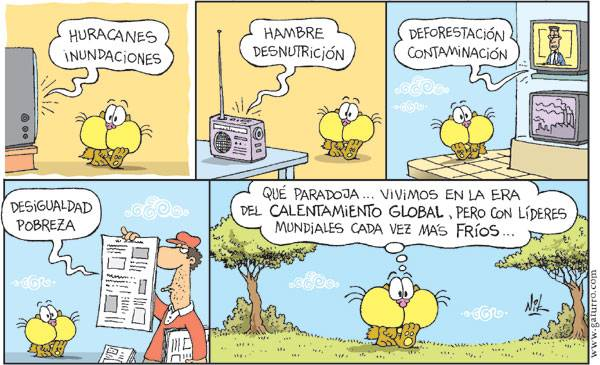 HURACANES
INUNDACIONES
HAMBRE
DESNUTRICIÓN
DEFORESTACIÓN
CONTAMINACIÓN
DESIGUALDAD
POBREZA
QUÉ PARADOJA... VIVIMOS EN LA ERA
DEL CALENTAMIENTO GLOBAL, PERO CON LÍDERES
MUNDIALES CADA VEZ MÁS FRÍOS...
NIK
www.gaturro.com